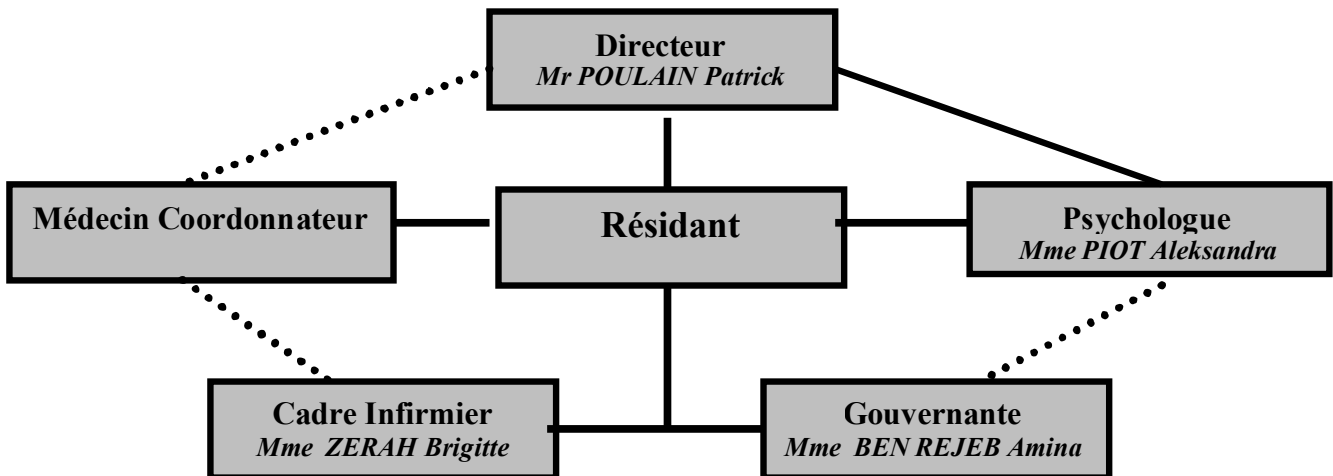 Directeur
Mr POULAIN Patrick
Médecin Coordonnateur
Résidant
Psychologue
Mme PIOT Aleksandra
Cadre Infirmier
Mme ZERAH Brigitte
Gouvernante
Mme BEN REJEB Amina